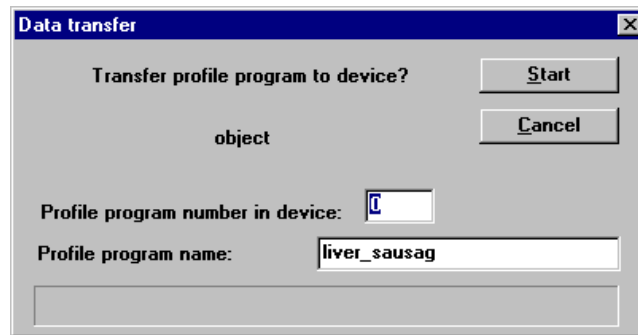 Data transfer
Transfer profile program to device?
Start
object
Cancel
Profile program number in device: 0
Profile program name: liver_sausag